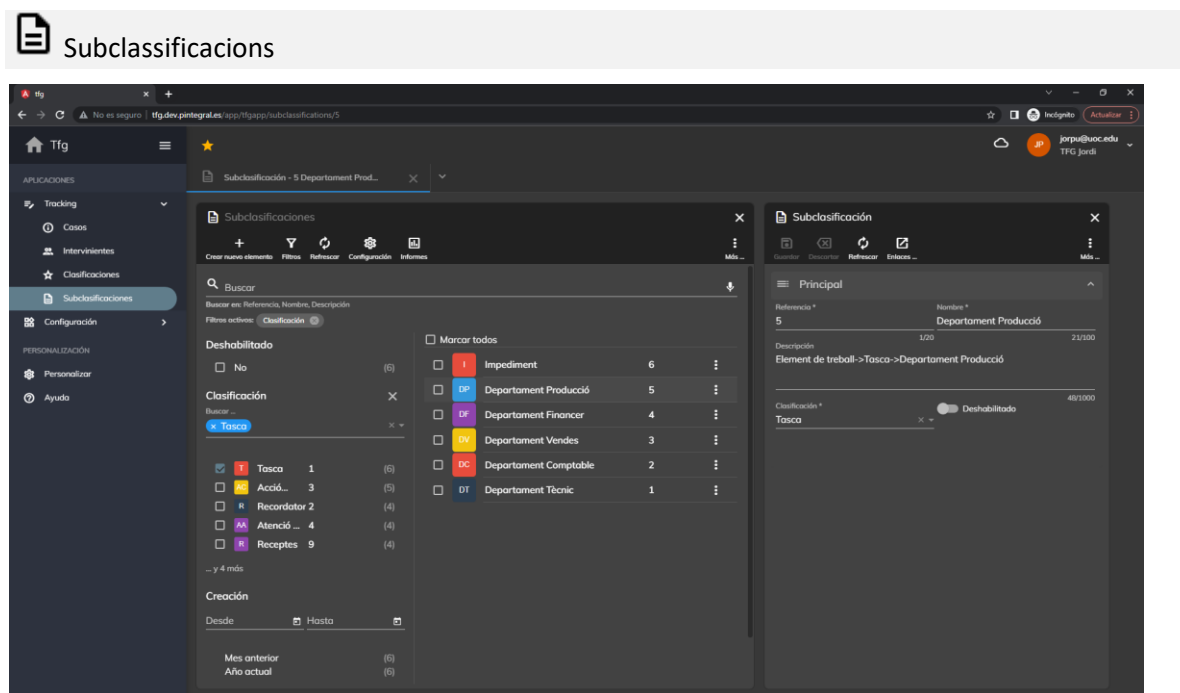 Subclassificacions
tfg
No es seguro tfg.dev.pintegral.es/app/tfgapp/subclassifications/5
Incógnito
Actualizar
Tfg
JP
jorpu@uoc.edu
TFG Jordi
APLICACIONES
Tracking
Casos
Intervinientes
Clasificaciones
Subclasificaciones
Configuración
PERSONALIZACIÓN
Personalizar
Ayuda
Subclasificación - 5 Departament Prod...
Subclasificaciones
Crear nuevo elemento Filtros Refrescar Configuración Informes Más ...
Buscar
Buscar en: Referencia, Nombre, Descripción
Filtros activos: Clasificación
Deshabilitado
No (6)
Clasificación
Buscar ...
× Tasca
T Tasca 1 (6)
AC Acció... 3 (5)
R Recordator 2 (4)
AA Atenció ... 4 (4)
R Receptes 9 (4)
... y 4 más
Creación
Desde Hasta
Mes anterior (6)
Año actual (6)
Marcar todos
I Impediment 6
DP Departament Producció 5
DF Departament Financer 4
DV Departament Vendes 3
DC Departament Comptable 2
DT Departament Tècnic 1
Subclasificación
Guardar Descartar Refrescar Enlaces ... Más ...
Principal
Referencia * Nombre *
5 Departament Producció
1/20 21/100
Descripción
Element de treball->Tasca->Departament Producció
48/1000
Clasificación *
Tasca
Deshabilitado